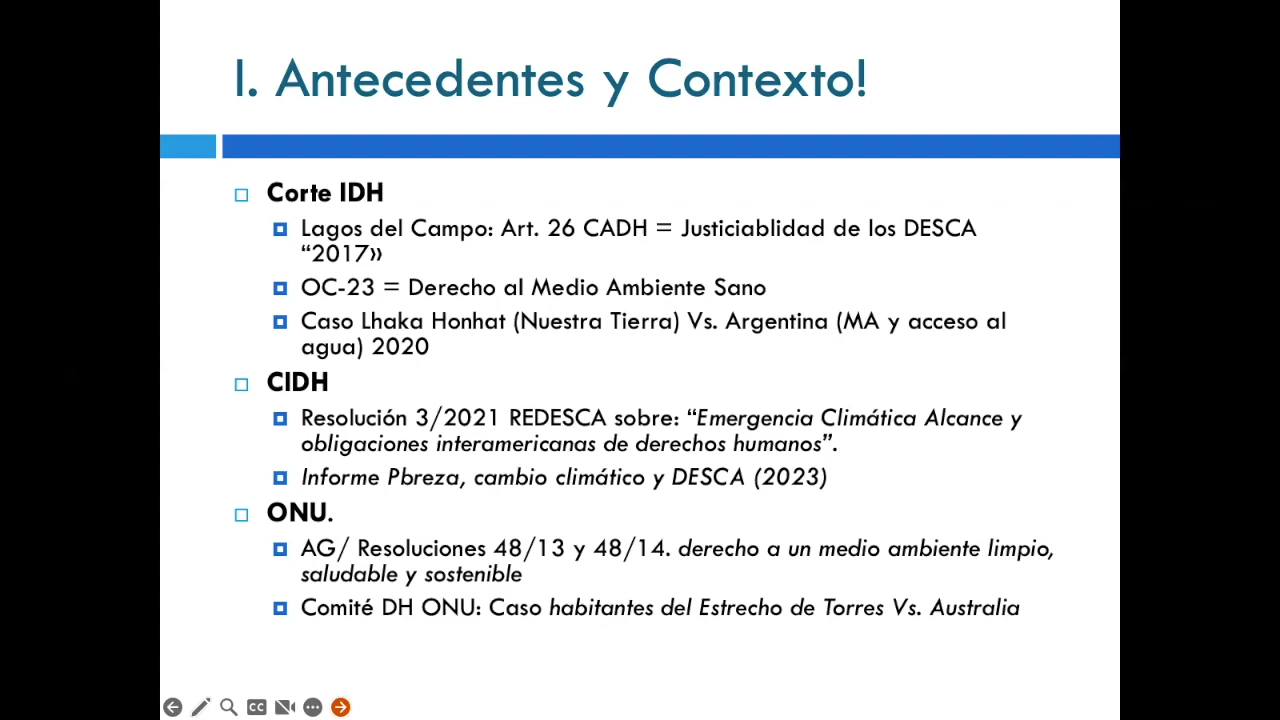 I. Antecedentes y Contexto!
Corte IDH
Lagos del Campo: Art. 26 CADH = Justiciablidad de los DESCA
“2017»
OC-23 = Derecho al Medio Ambiente Sano
Caso Lhaka Honhat (Nuestra Tierra) Vs. Argentina (MA y acceso al
agua) 2020
CIDH
Resolución 3/2021 REDESCA sobre: “Emergencia Climática Alcance y
obligaciones interamericanas de derechos humanos”.
Informe Pbreza, cambio climático y DESCA (2023)
ONU.
AG/ Resoluciones 48/13 y 48/14. derecho a un medio ambiente limpio,
saludable y sostenible
Comité DH ONU: Caso habitantes del Estrecho de Torres Vs. Australia
CC